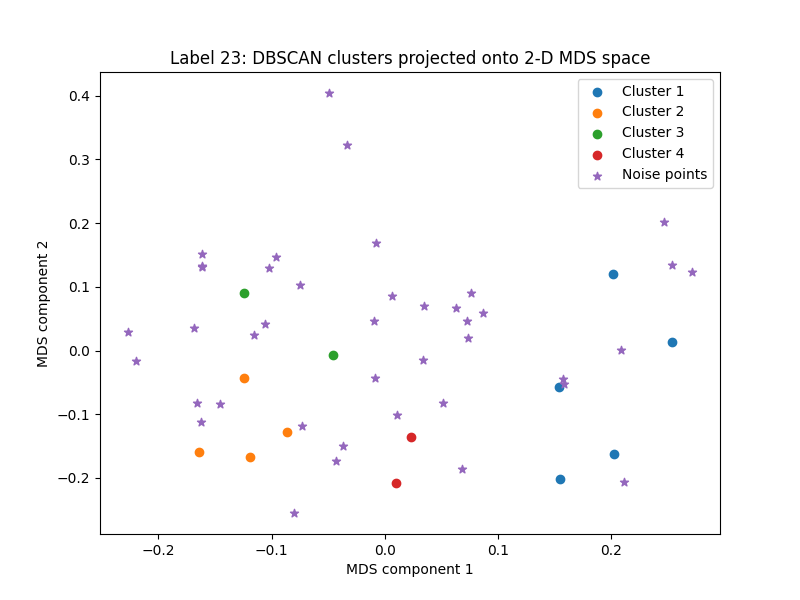 Label 23: DBSCAN clusters projected onto 2-D MDS space
Cluster 1
Cluster 2
Cluster 3
Cluster 4
Noise points
0.4
0.3
0.2
0.1
0.0
−0.1
−0.2
MDS component 2
−0.2
−0.1
0.0
0.1
0.2
MDS component 1